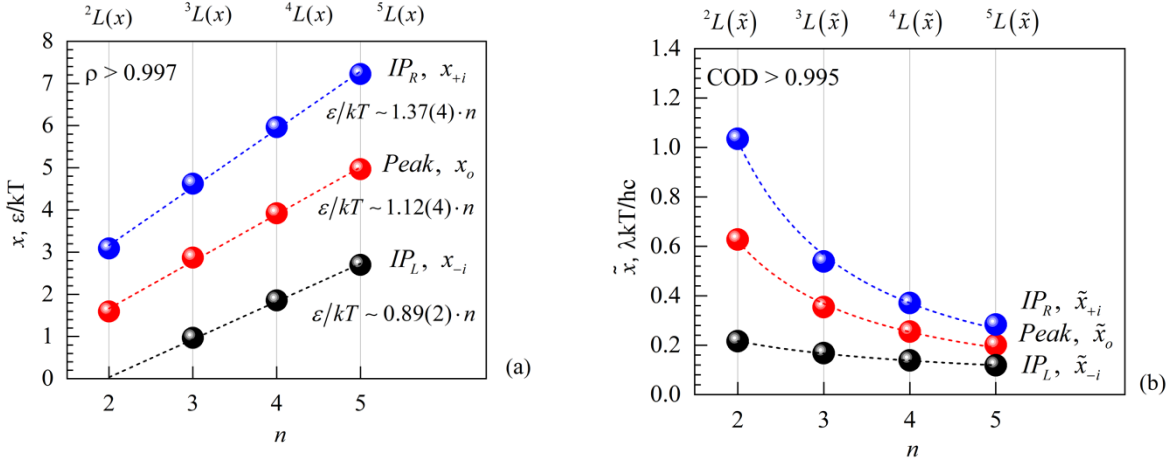 ²L(x) ³L(x) ⁴L(x) ⁵L(x)
8
7
6
5
4
3
2
1
0
x, ε/kT
ρ > 0.997
IP_R, x_{+i}
ε/kT ~ 1.37(4)·n
Peak, x_o
ε/kT ~ 1.12(4)·n
IP_L, x_{-i}
ε/kT ~ 0.89(2)·n
2 3 4 5
n
(a)
²L(x̃) ³L(x̃) ⁴L(x̃) ⁵L(x̃)
1.4
1.2
1.0
0.8
0.6
0.4
0.2
0.0
x̃, λkT/hc
COD > 0.995
IP_R, x̃_{+i}
Peak, x̃_o
IP_L, x̃_{-i}
2 3 4 5
n
(b)